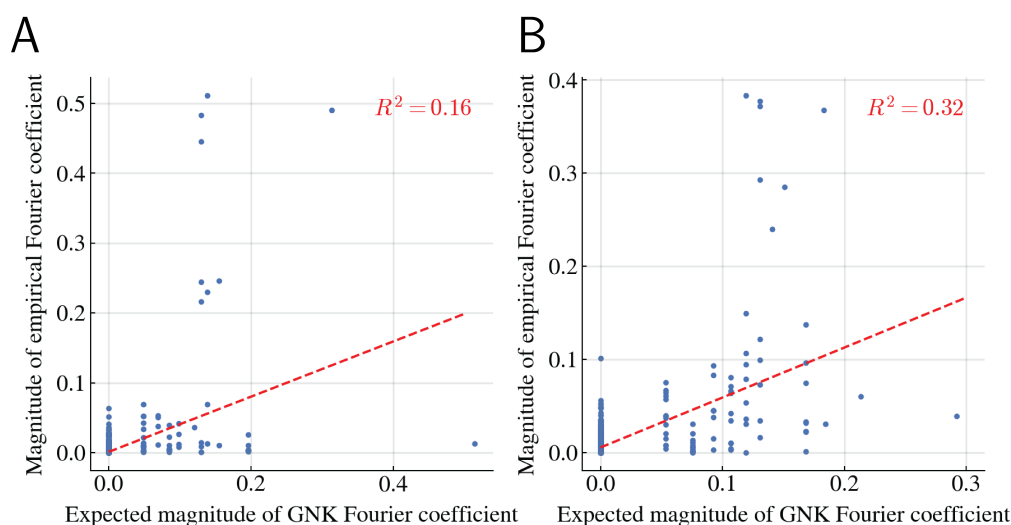 A
Magnitude of empirical Fourier coefficient
0.5
0.4
0.3
0.2
0.1
0.0
R² = 0.16
0.0 0.2 0.4
Expected magnitude of GNK Fourier coefficient
B
Magnitude of empirical Fourier coefficient
0.4
0.3
0.2
0.1
0.0
R² = 0.32
0.0 0.1 0.2 0.3
Expected magnitude of GNK Fourier coefficient